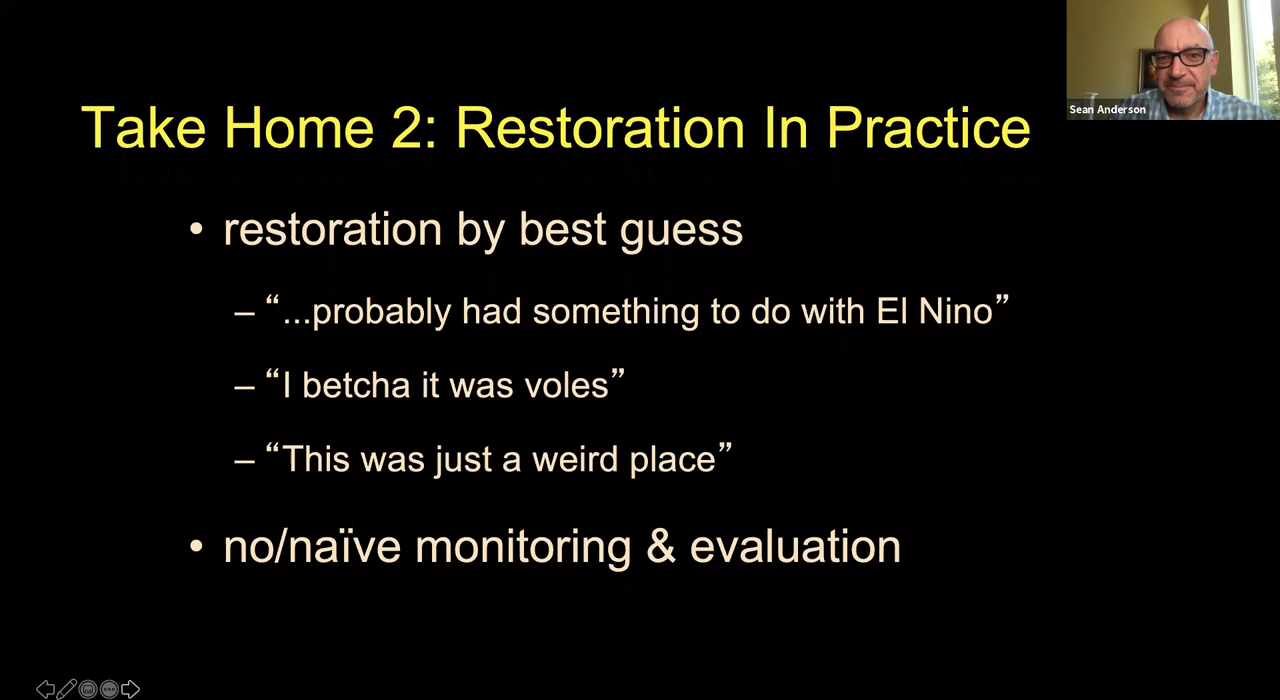 Sean Anderson
Take Home 2: Restoration In Practice
• restoration by best guess
– “...probably had something to do with El Nino”
– “I betcha it was voles”
– “This was just a weird place”
• no/naïve monitoring & evaluation